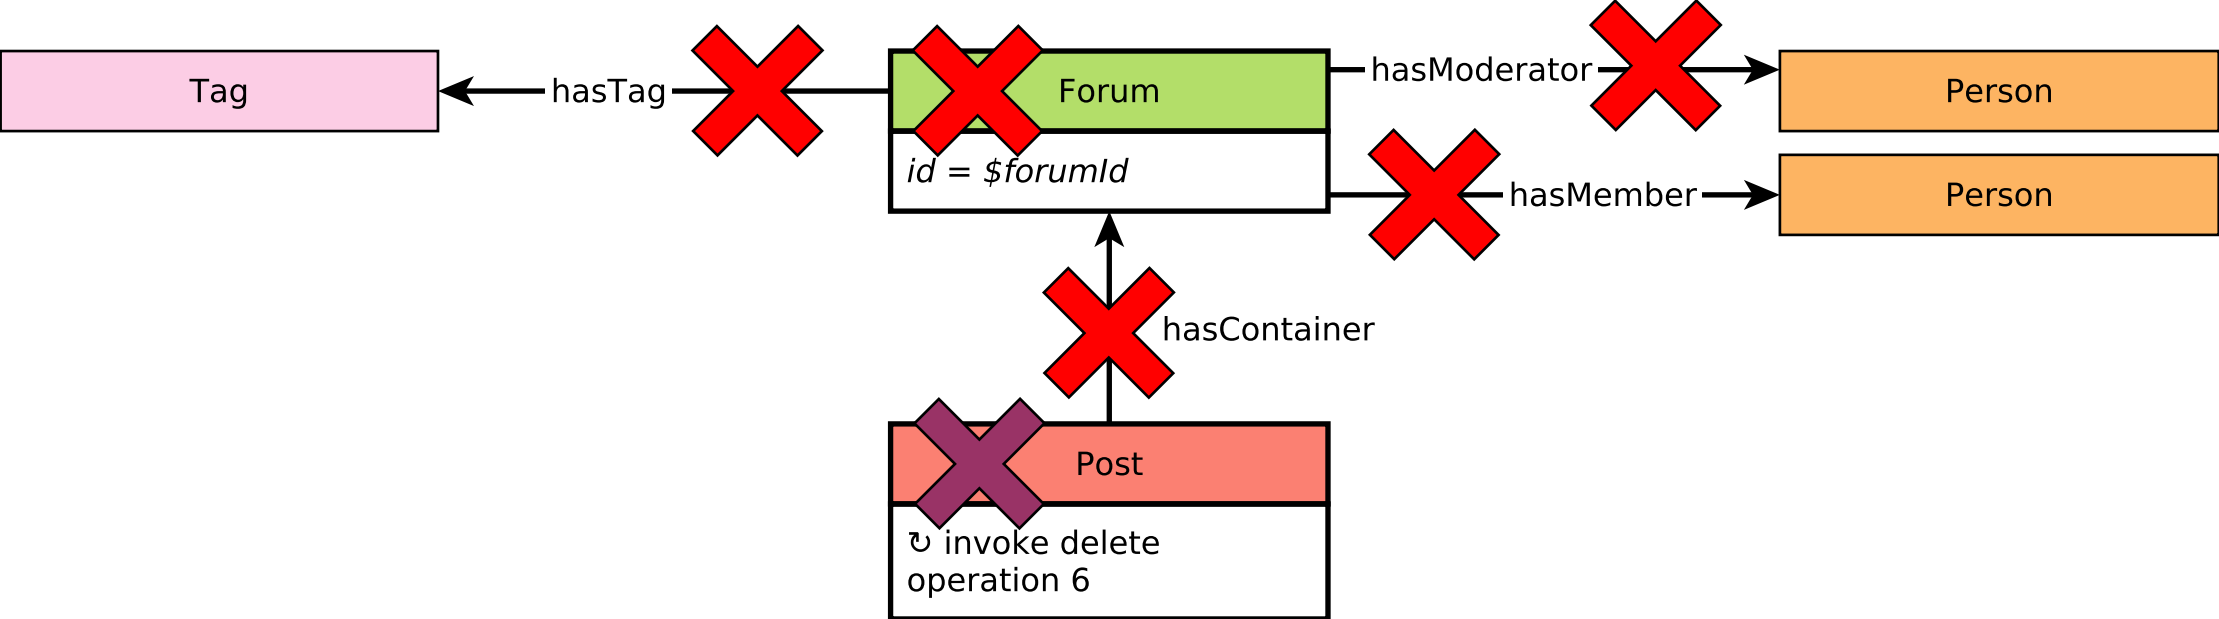 Tag
hasTag
Forum
hasModerator
Person
id = $forumId
hasMember
Person
hasContainer
Post
↻ invoke delete
operation 6